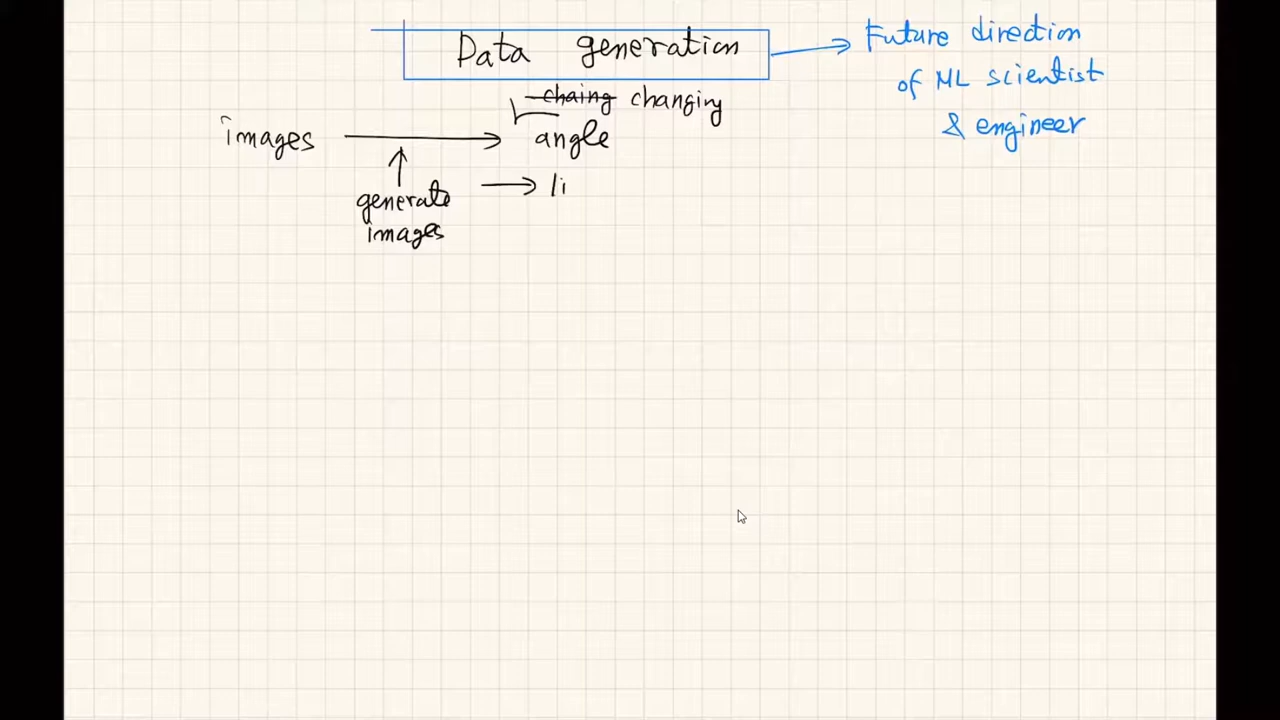 Data generation
Future direction
of ML scientist
& engineer
chaing changing
images
angle
generate
images
li